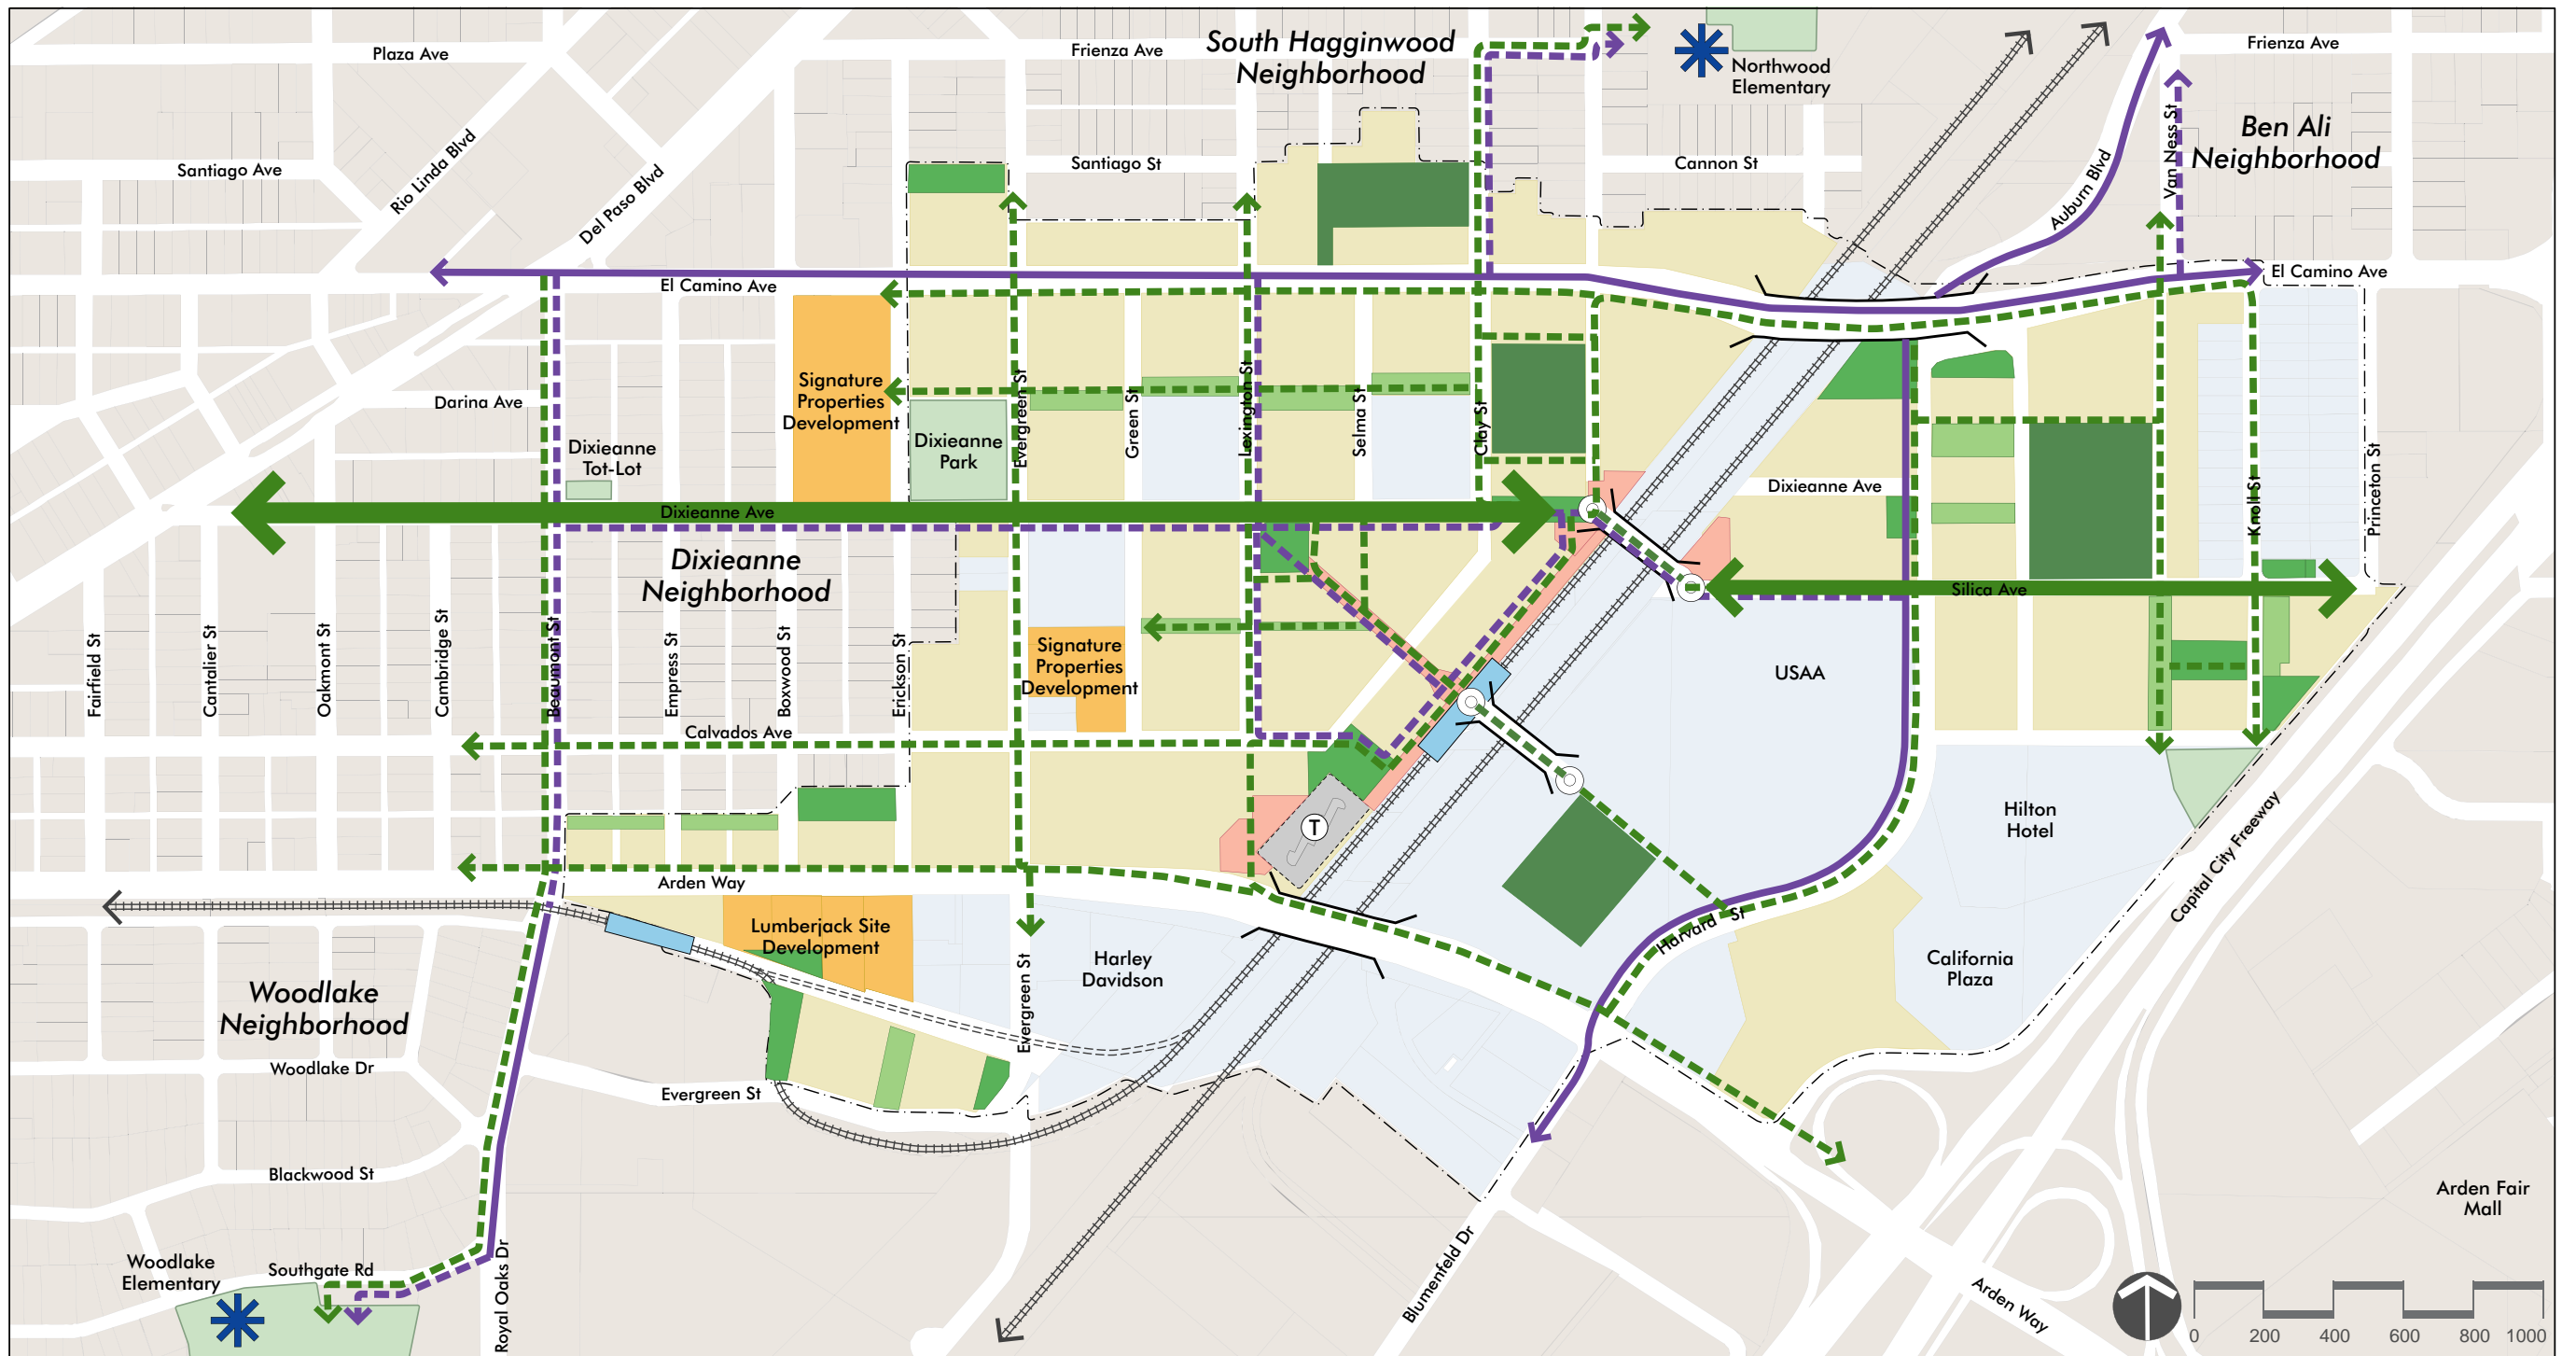 South Hagginwood
Neighborhood
Plaza Ave
Frienza Ave
Northwood
Elementary
Frienza Ave
Santiago Ave
Rio Linda Blvd
Del Paso Blvd
Santiago St
Cannon St
Auburn Blvd
Van Ness St
Ben Ali
Neighborhood
El Camino Ave
El Camino Ave
Darina Ave
Signature
Properties
Development
Dixieanne
Tot-Lot
Dixieanne
Park
Evergreen St
Green St
Lexington St
Selma St
Clay St
Dixieanne Ave
Knoll St
Princeton St
Dixieanne Ave
Dixieanne
Neighborhood
Silica Ave
Fairfield St
Cantalier St
Oakmont St
Cambridge St
Beaumont St
Empress St
Boxwood St
Erickson St
Signature
Properties
Development
USAA
Calvados Ave
Hilton
Hotel
T
Capital City Freeway
Arden Way
Lumberjack Site
Development
Harvard St
Harley
Davidson
California
Plaza
Evergreen St
Woodlake
Neighborhood
Woodlake Dr
Evergreen St
Blackwood St
Arden Fair
Mall
Woodlake
Elementary
Southgate Rd
Royal Oaks Dr
Blumenfeld Dr
Arden Way
0 200 400 600 800 1000